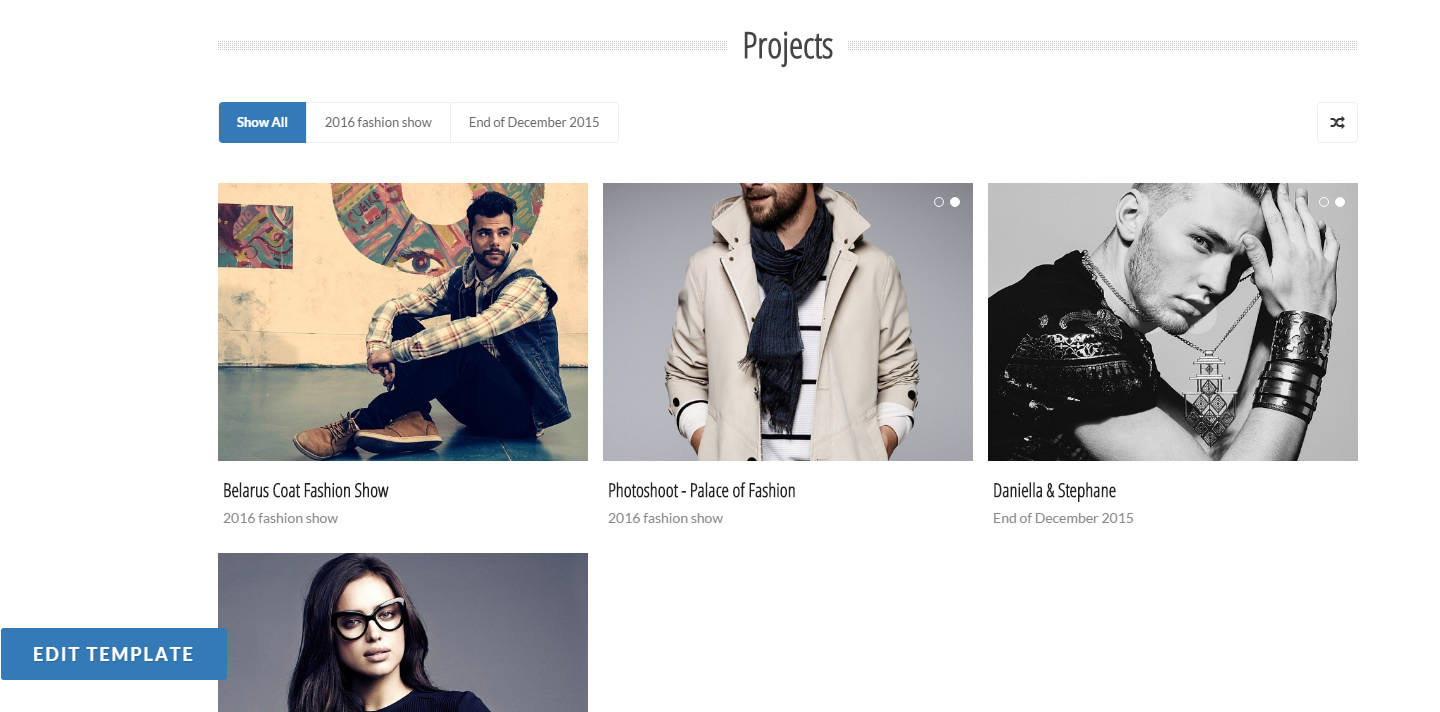 Projects
Show All
2016 fashion show
End of December 2015
Belarus Coat Fashion Show
2016 fashion show
Photoshoot - Palace of Fashion
2016 fashion show
Daniella & Stephane
End of December 2015
EDIT TEMPLATE